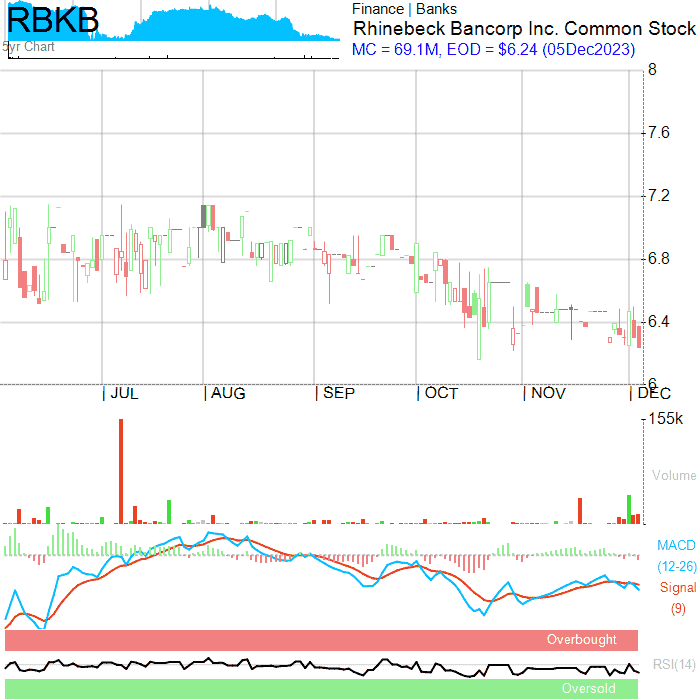 RBKB
5yr Chart
Finance | Banks
Rhinebeck Bancorp Inc. Common Stock
MC = 69.1M, EOD = $6.24 (05Dec2023)
8
7.6
7.2
6.8
6.4
6
| JUL | AUG | SEP | OCT | NOV | DEC
155k
Volume
MACD
(12-26)
Signal
(9)
Overbought
RSI(14)
Oversold